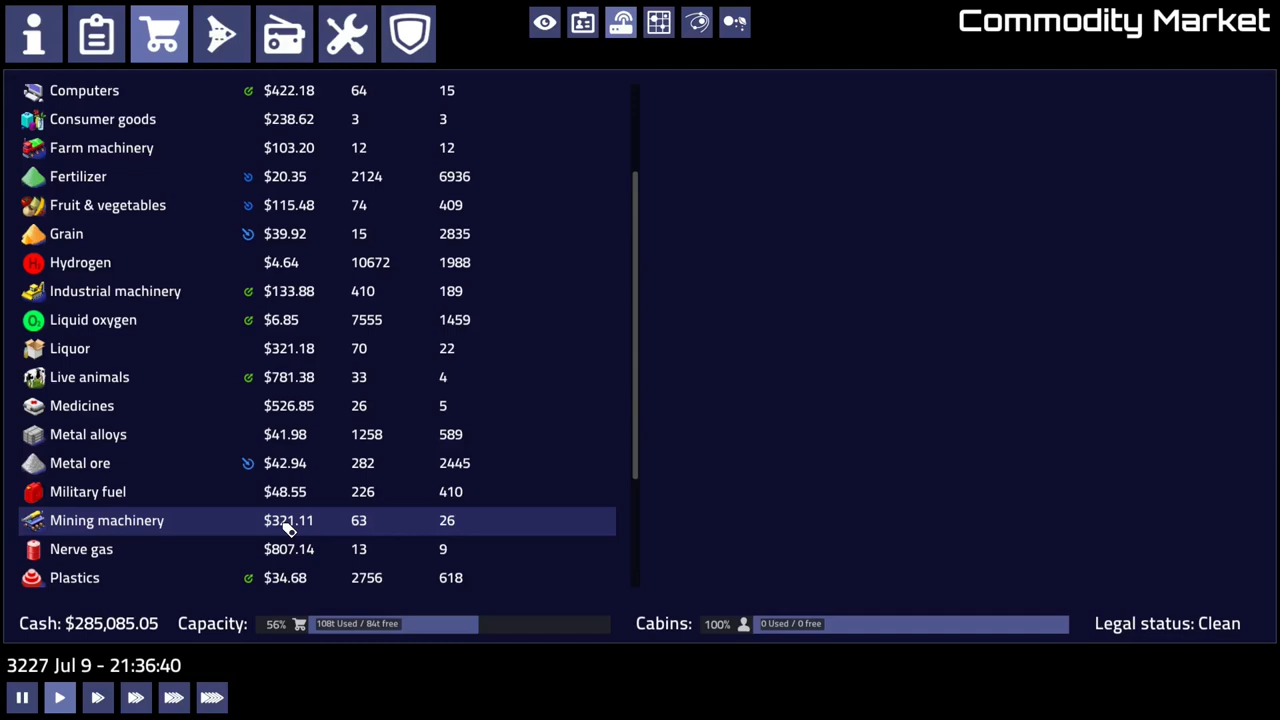 Commodity Market
Computers $422.18 64 15
Consumer goods $238.62 3 3
Farm machinery $103.20 12 12
Fertilizer $20.35 2124 6936
Fruit & vegetables $115.48 74 409
Grain $39.92 15 2835
Hydrogen $4.64 10672 1988
Industrial machinery $133.88 410 189
Liquid oxygen $6.85 7555 1459
Liquor $321.18 70 22
Live animals $781.38 33 4
Medicines $526.85 26 5
Metal alloys $41.98 1258 589
Metal ore $42.94 282 2445
Military fuel $48.55 226 410
Mining machinery $321.11 63 26
Nerve gas $807.14 13 9
Plastics $34.68 2756 618
Cash: $285,085.05 Capacity: 56% 108t Used / 84t free Cabins: 100% 0 Used / 0 free Legal status: Clean
3227 Jul 9 - 21:36:40